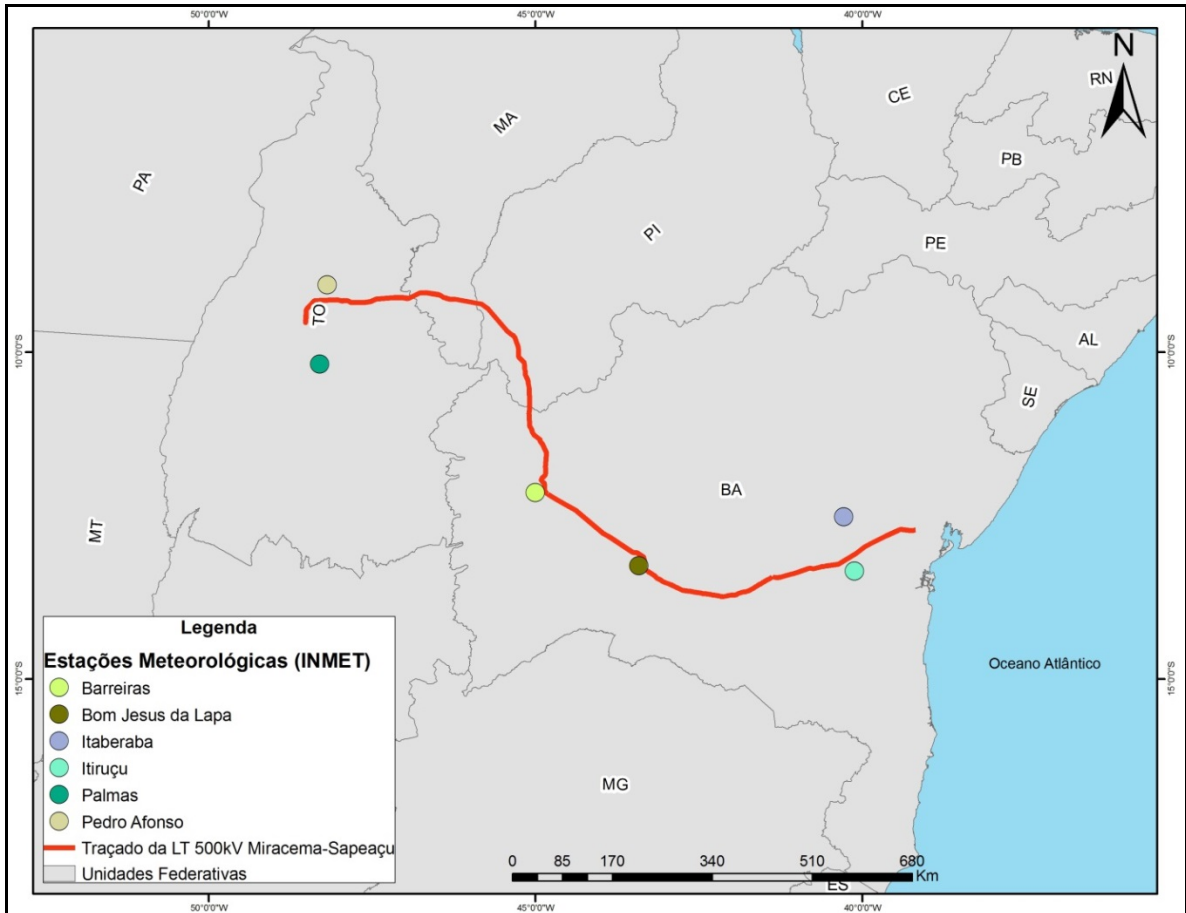 50°0'0"W
45°0'0"W
40°0'0"W
N
RN
CE
MA
PB
PA
PI
PE
TO
10°0'0"S
10°0'0"S
AL
SE
BA
MT
Legenda
Estações Meteorológicas (INMET)
Barreiras
Bom Jesus da Lapa
Itaberaba
Itiruçu
Palmas
Pedro Afonso
Traçado da LT 500kV Miracema-Sapeaçu
Unidades Federativas
Oceano Atlântico
15°0'0"S
15°0'0"S
MG
0 85 170 340 510 680
Km
ES
50°0'0"W
45°0'0"W
40°0'0"W